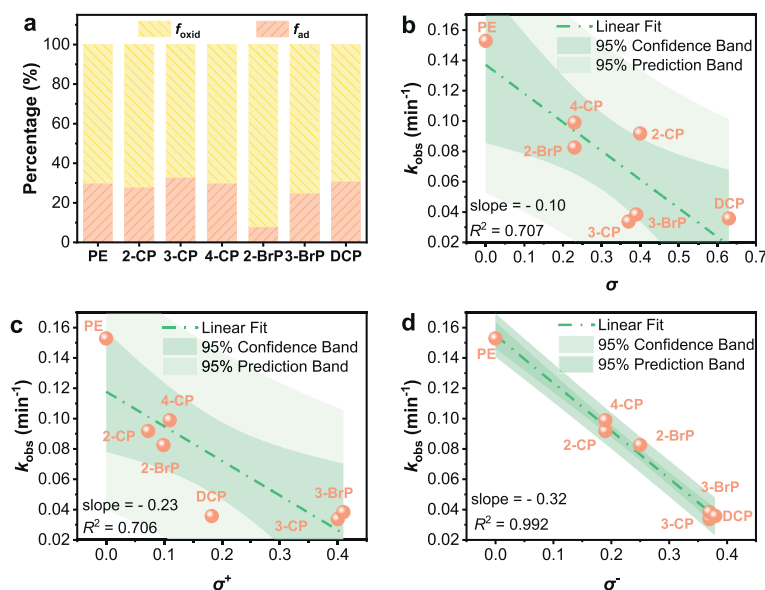 a
f_oxid
f_ad
Percentage (%)
100
80
60
40
20
0
PE 2-CP 3-CP 4-CP 2-BrP 3-BrP DCP
b
Linear Fit
95% Confidence Band
95% Prediction Band
PE
4-CP
2-CP
2-BrP
3-CP
3-BrP
DCP
slope = - 0.10
R² = 0.707
k_obs (min⁻¹)
0.16
0.14
0.12
0.10
0.08
0.06
0.04
0.02
0.0 0.1 0.2 0.3 0.4 0.5 0.6 0.7
σ
c
Linear Fit
95% Confidence Band
95% Prediction Band
PE
4-CP
2-CP
2-BrP
DCP
3-BrP
3-CP
slope = - 0.23
R² = 0.706
k_obs (min⁻¹)
0.16
0.14
0.12
0.10
0.08
0.06
0.04
0.02
0.0 0.1 0.2 0.3 0.4
σ⁺
d
Linear Fit
95% Confidence Band
95% Prediction Band
PE
4-CP
2-CP
2-BrP
3-BrP
3-CP
DCP
slope = - 0.32
R² = 0.992
k_obs (min⁻¹)
0.16
0.14
0.12
0.10
0.08
0.06
0.04
0.02
0.0 0.1 0.2 0.3 0.4
σ⁻